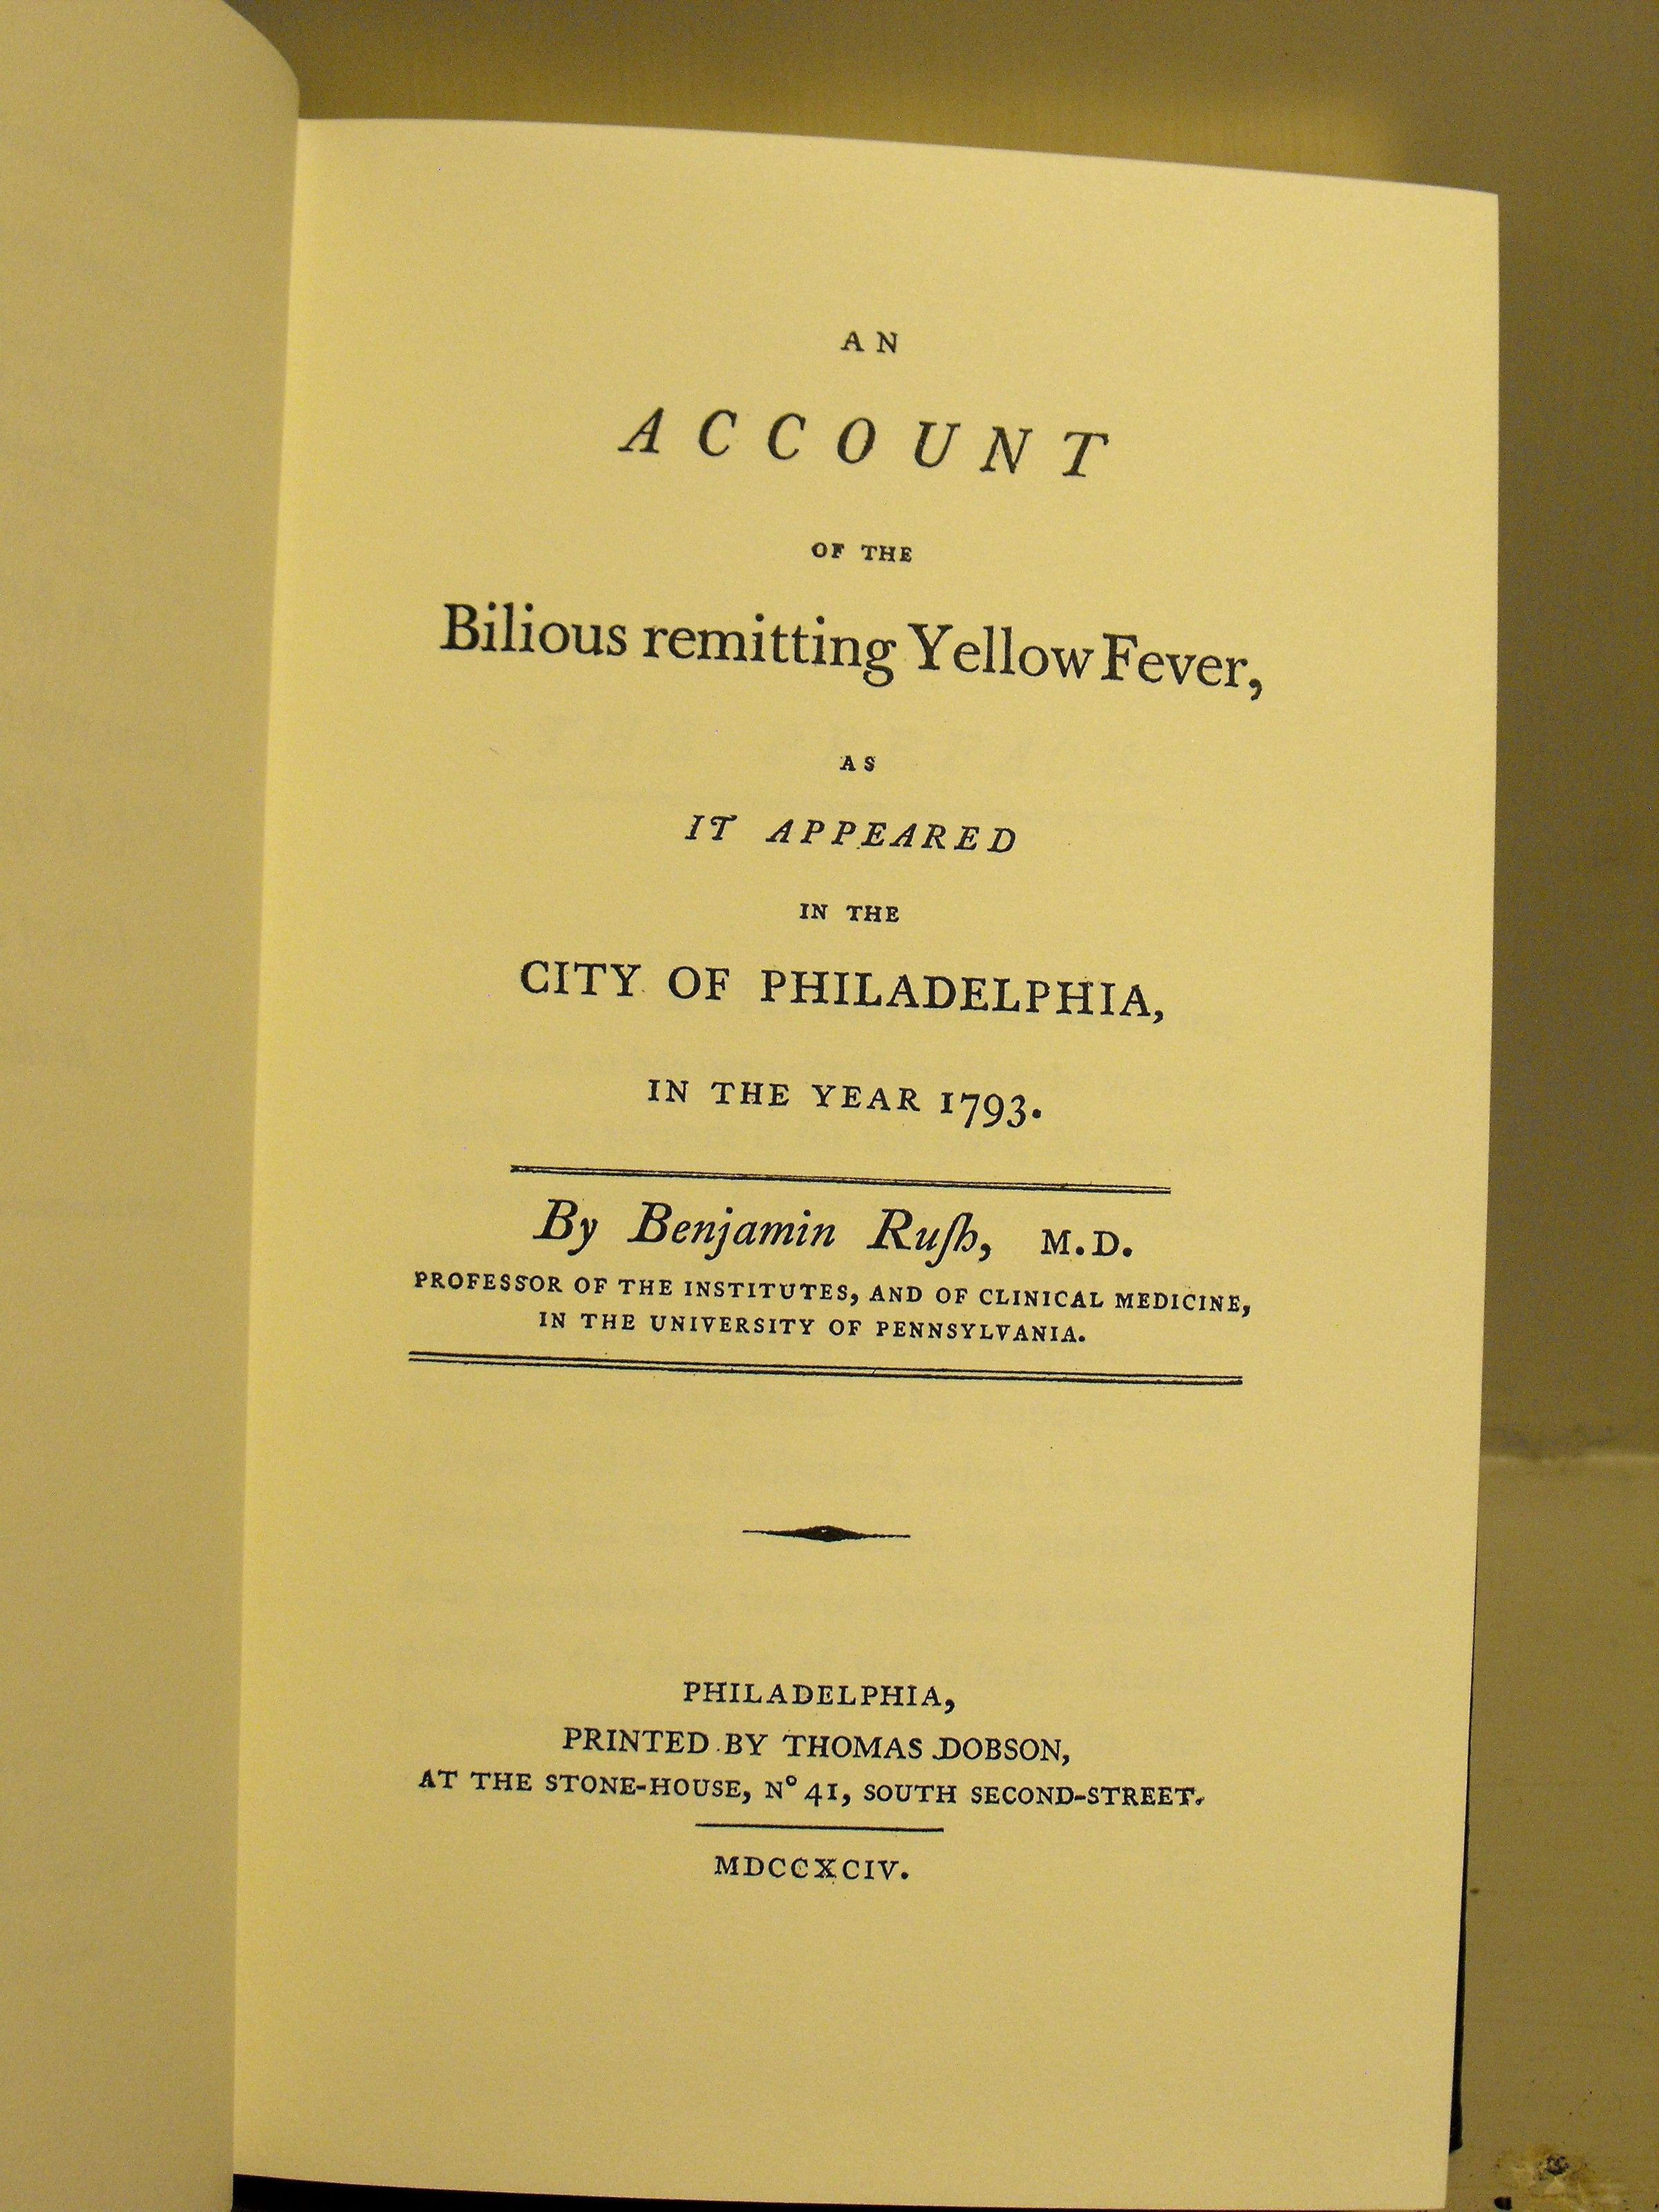 AN
ACCOUNT
OF THE
Bilious remitting Yellow Fever,
AS
IT APPEARED
IN THE
CITY OF PHILADELPHIA,
IN THE YEAR 1793.
By Benjamin Ruſh, M.D.
PROFESSOR OF THE INSTITUTES, AND OF CLINICAL MEDICINE,
IN THE UNIVERSITY OF PENNSYLVANIA.
PHILADELPHIA,
PRINTED BY THOMAS DOBSON,
AT THE STONE-HOUSE, Nº 41, SOUTH SECOND-STREET.
MDCCXCIV.